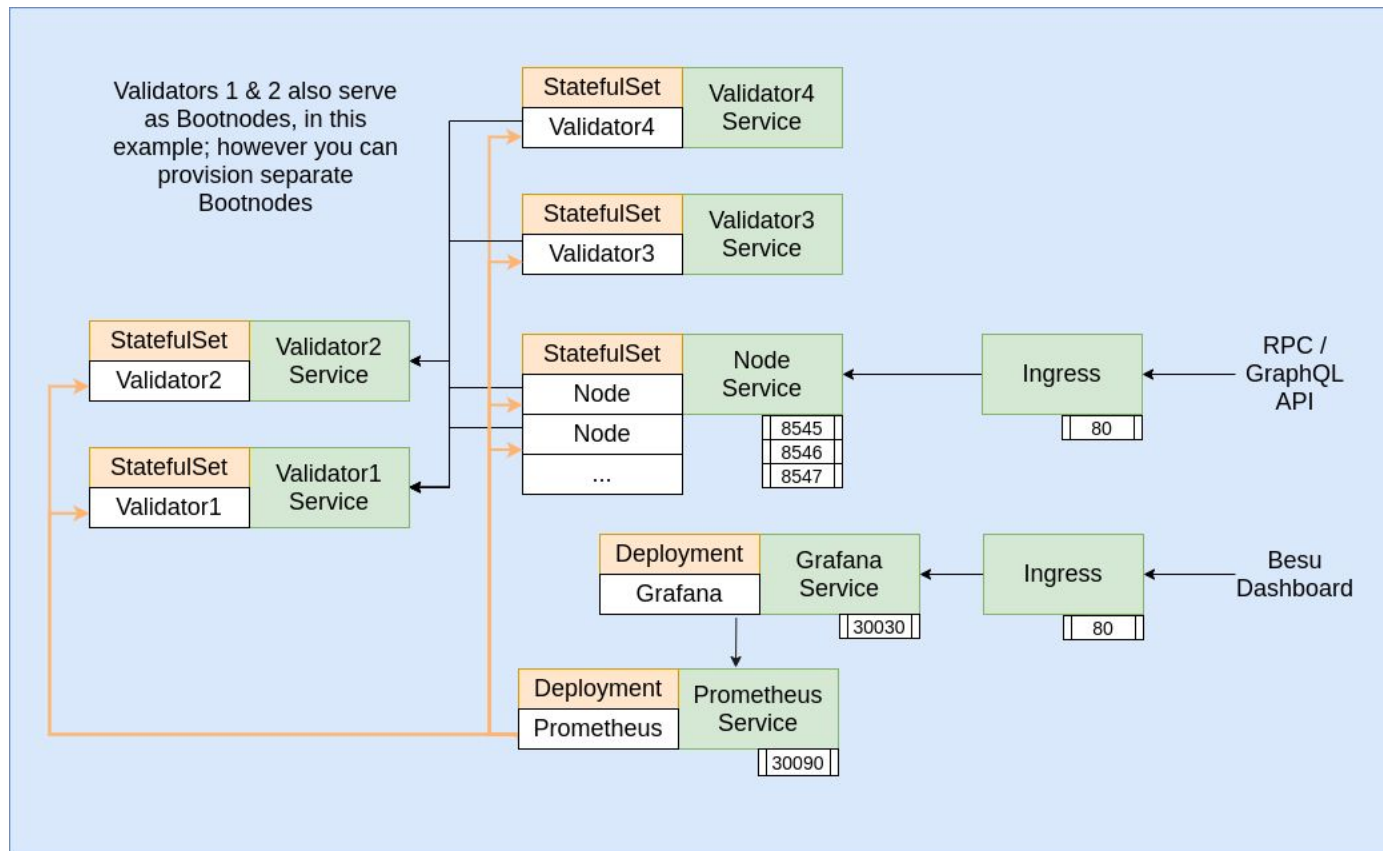 Validators 1 & 2 also serve
as Bootnodes, in this
example; however you can
provision separate
Bootnodes
StatefulSet
Validator4
Validator4
Service
StatefulSet
Validator3
Validator3
Service
StatefulSet
Validator2
Validator2
Service
StatefulSet
Validator1
Validator1
Service
StatefulSet
Node
Node
...
Node
Service
8545
8546
8547
Ingress
80
RPC /
GraphQL
API
Deployment
Grafana
Grafana
Service
30030
Ingress
80
Besu
Dashboard
Deployment
Prometheus
Prometheus
Service
30090